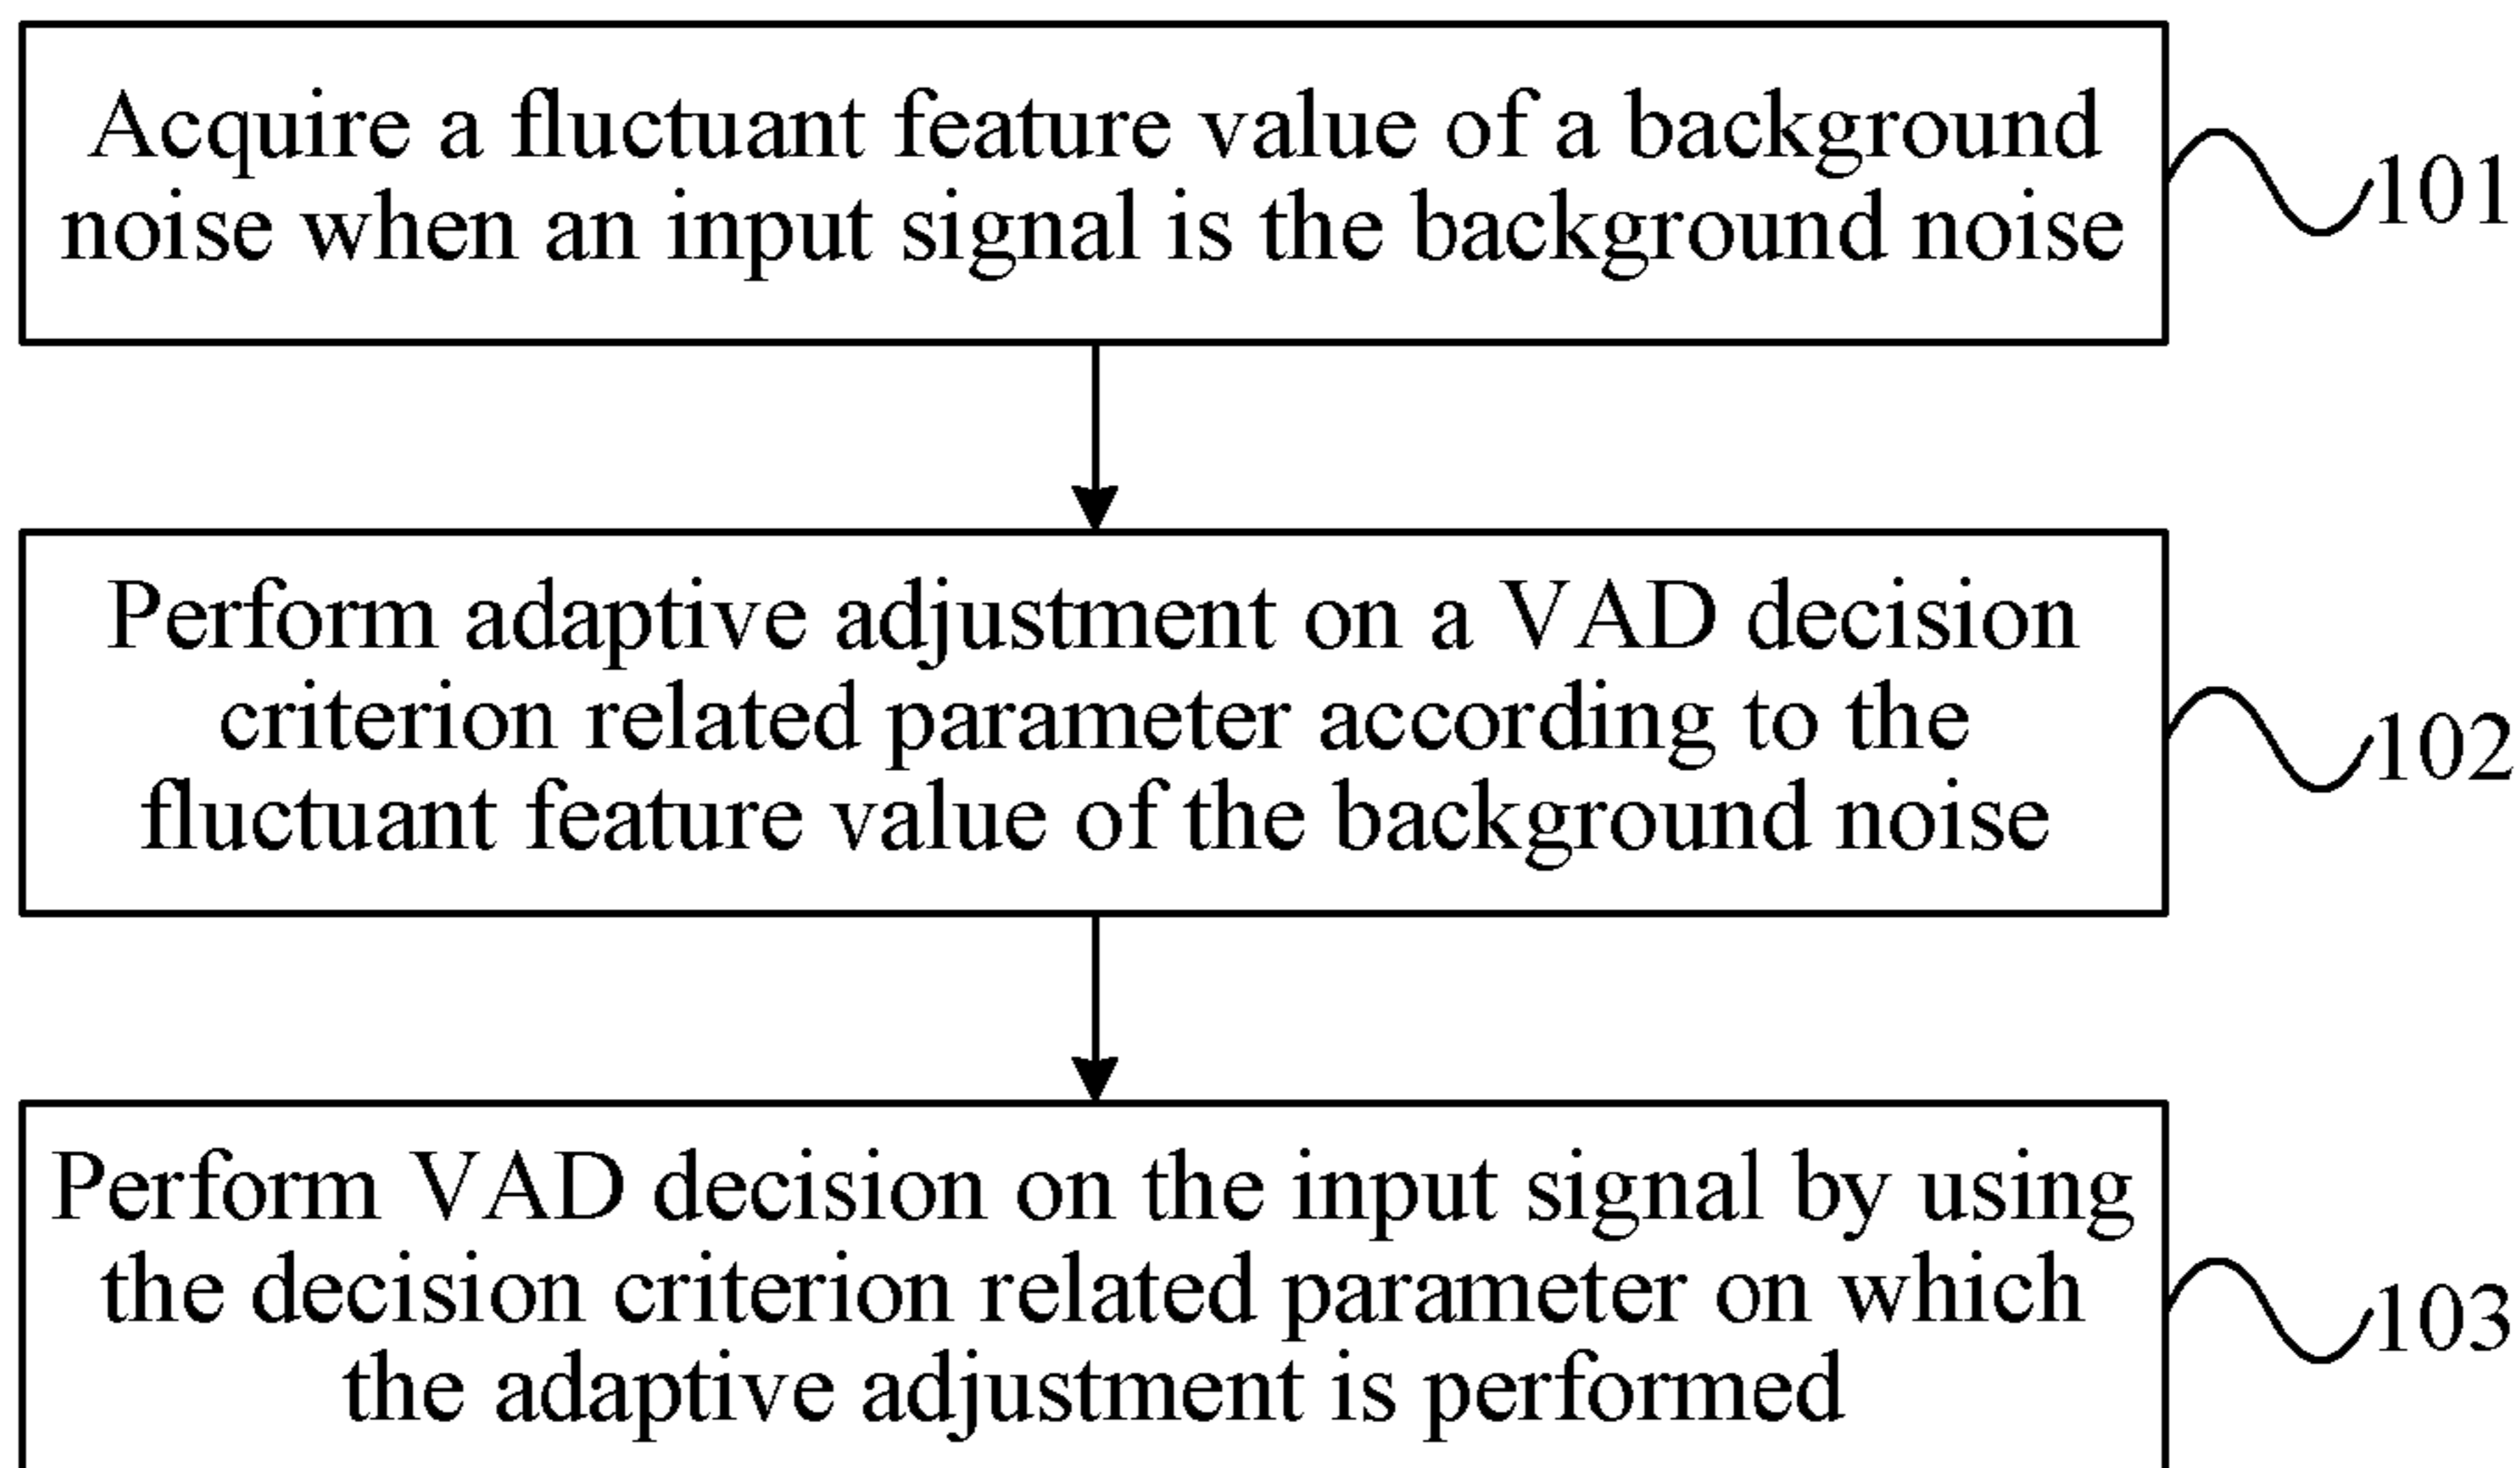 Acquire a fluctuant feature value of a background
noise when an input signal is the background noise
101
Perform adaptive adjustment on a VAD decision
criterion related parameter according to the
fluctuant feature value of the background noise
102
Perform VAD decision on the input signal by using
the decision criterion related parameter on which
the adaptive adjustment is performed
103